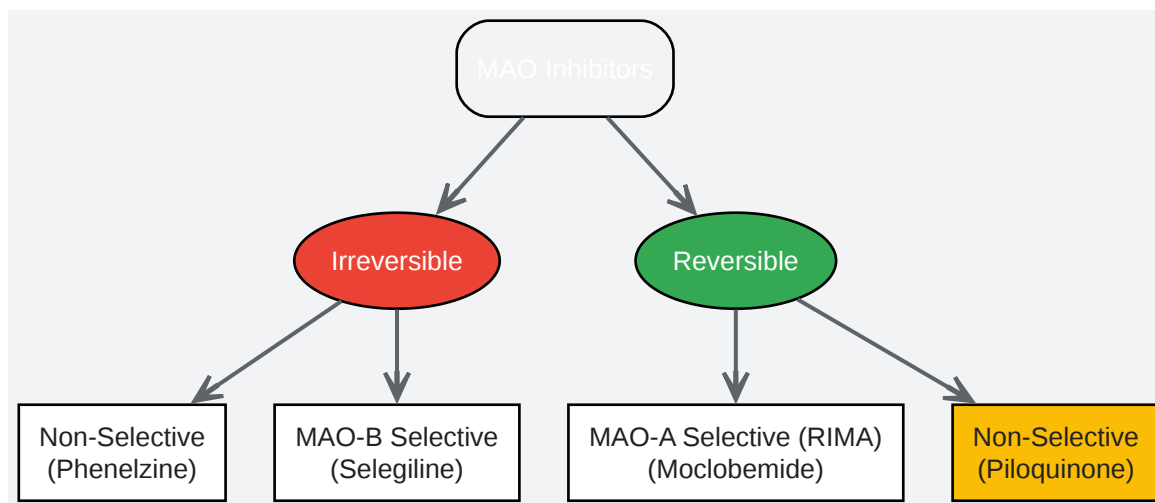 MAO Inhibitors
Irreversible
Reversible
Non-Selective
(Phenelzine)
MAO-B Selective
(Selegiline)
MAO-A Selective (RIMA)
(Moclobemide)
Non-Selective
(Piloquinone)